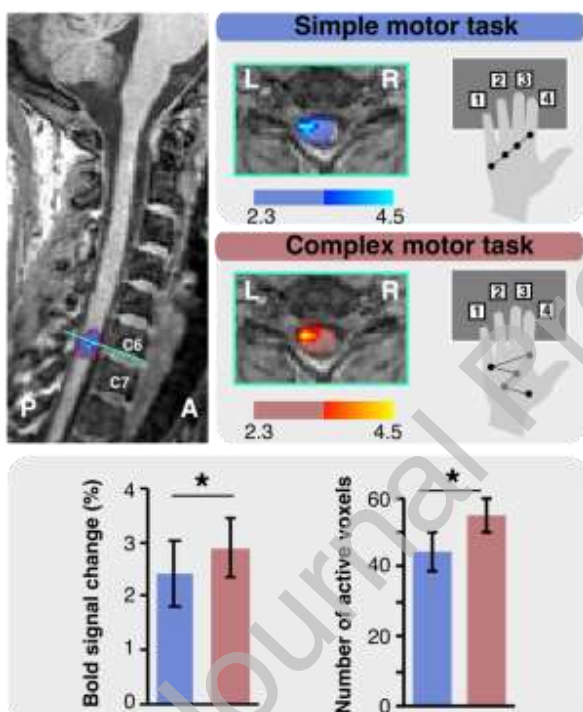 Simple motor task
L R
1 2 3 4
2.3 4.5
Complex motor task
L R
1 2 3 4
2.3 4.5
C6
C7
P A
Bold signal change (%)
4
3
2
1
0
*
Number of active voxels
60
40
20
0
*
Journal Pr